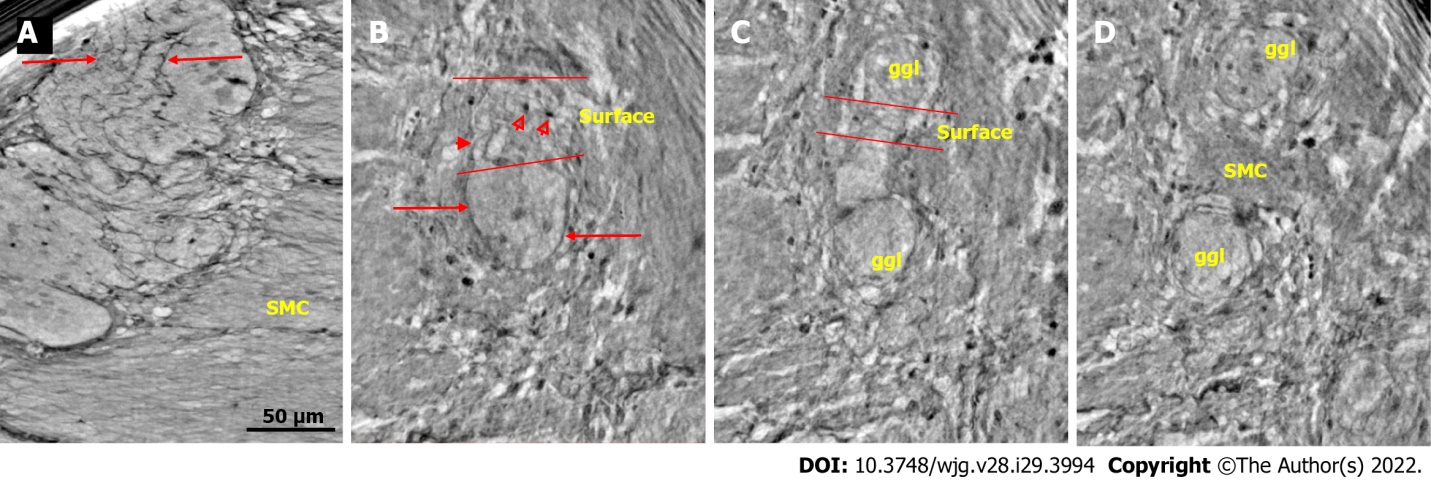 A
B
C
D
ggl
ggl
Surface
Surface
SMC
ggl
ggl
SMC
50 µm
DOI: 10.3748/wjg.v28.i29.3994 Copyright ©The Author(s) 2022.